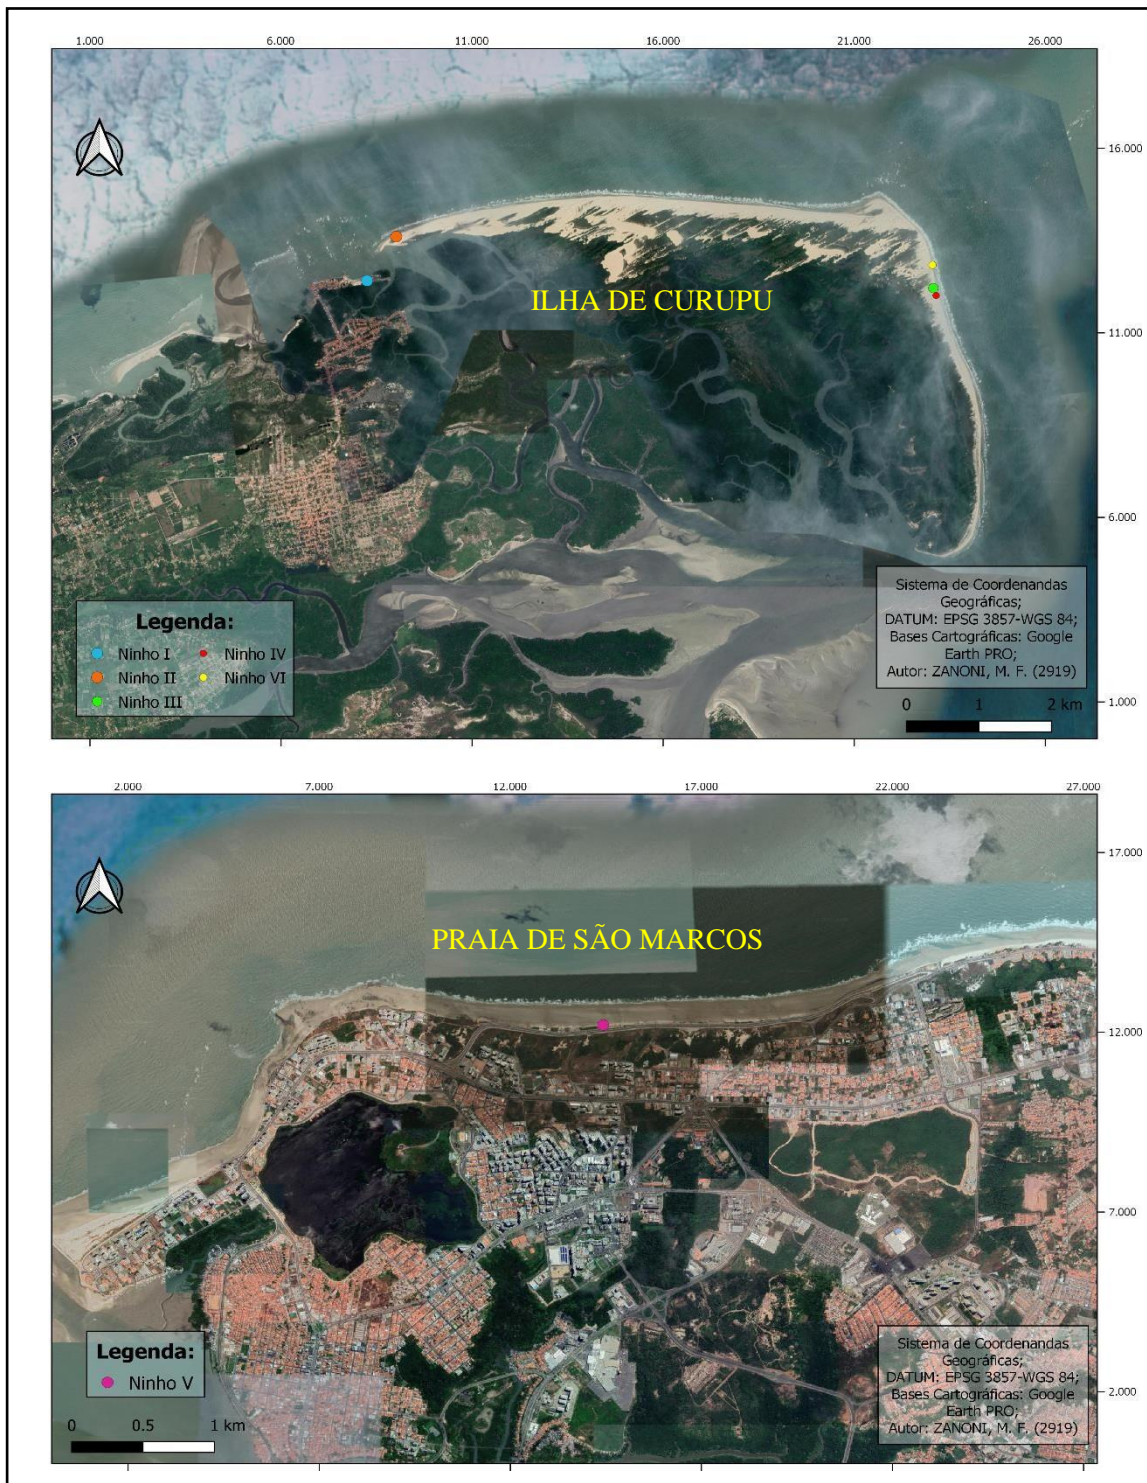 1.000 6.000 11.000 16.000 21.000 26.000
16.000
ILHA DE CURUPU
11.000
6.000
Sistema de Coordenandas
Geográficas;
DATUM: EPSG 3857-WGS 84;
Bases Cartográficas: Google
Earth PRO;
Autor: ZANONI, M. F. (2919)
Legenda:
Ninho I Ninho IV
Ninho II Ninho VI
Ninho III
0 1 2 km
1.000
2.000 7.000 12.000 17.000 22.000 27.000
17.000
PRAIA DE SÃO MARCOS
12.000
7.000
Legenda:
Ninho V
0 0.5 1 km
Sistema de Coordenandas
Geográficas;
DATUM: EPSG 3857-WGS 84;
Bases Cartográficas: Google
Earth PRO;
Autor: ZANONI, M. F. (2919)
2.000